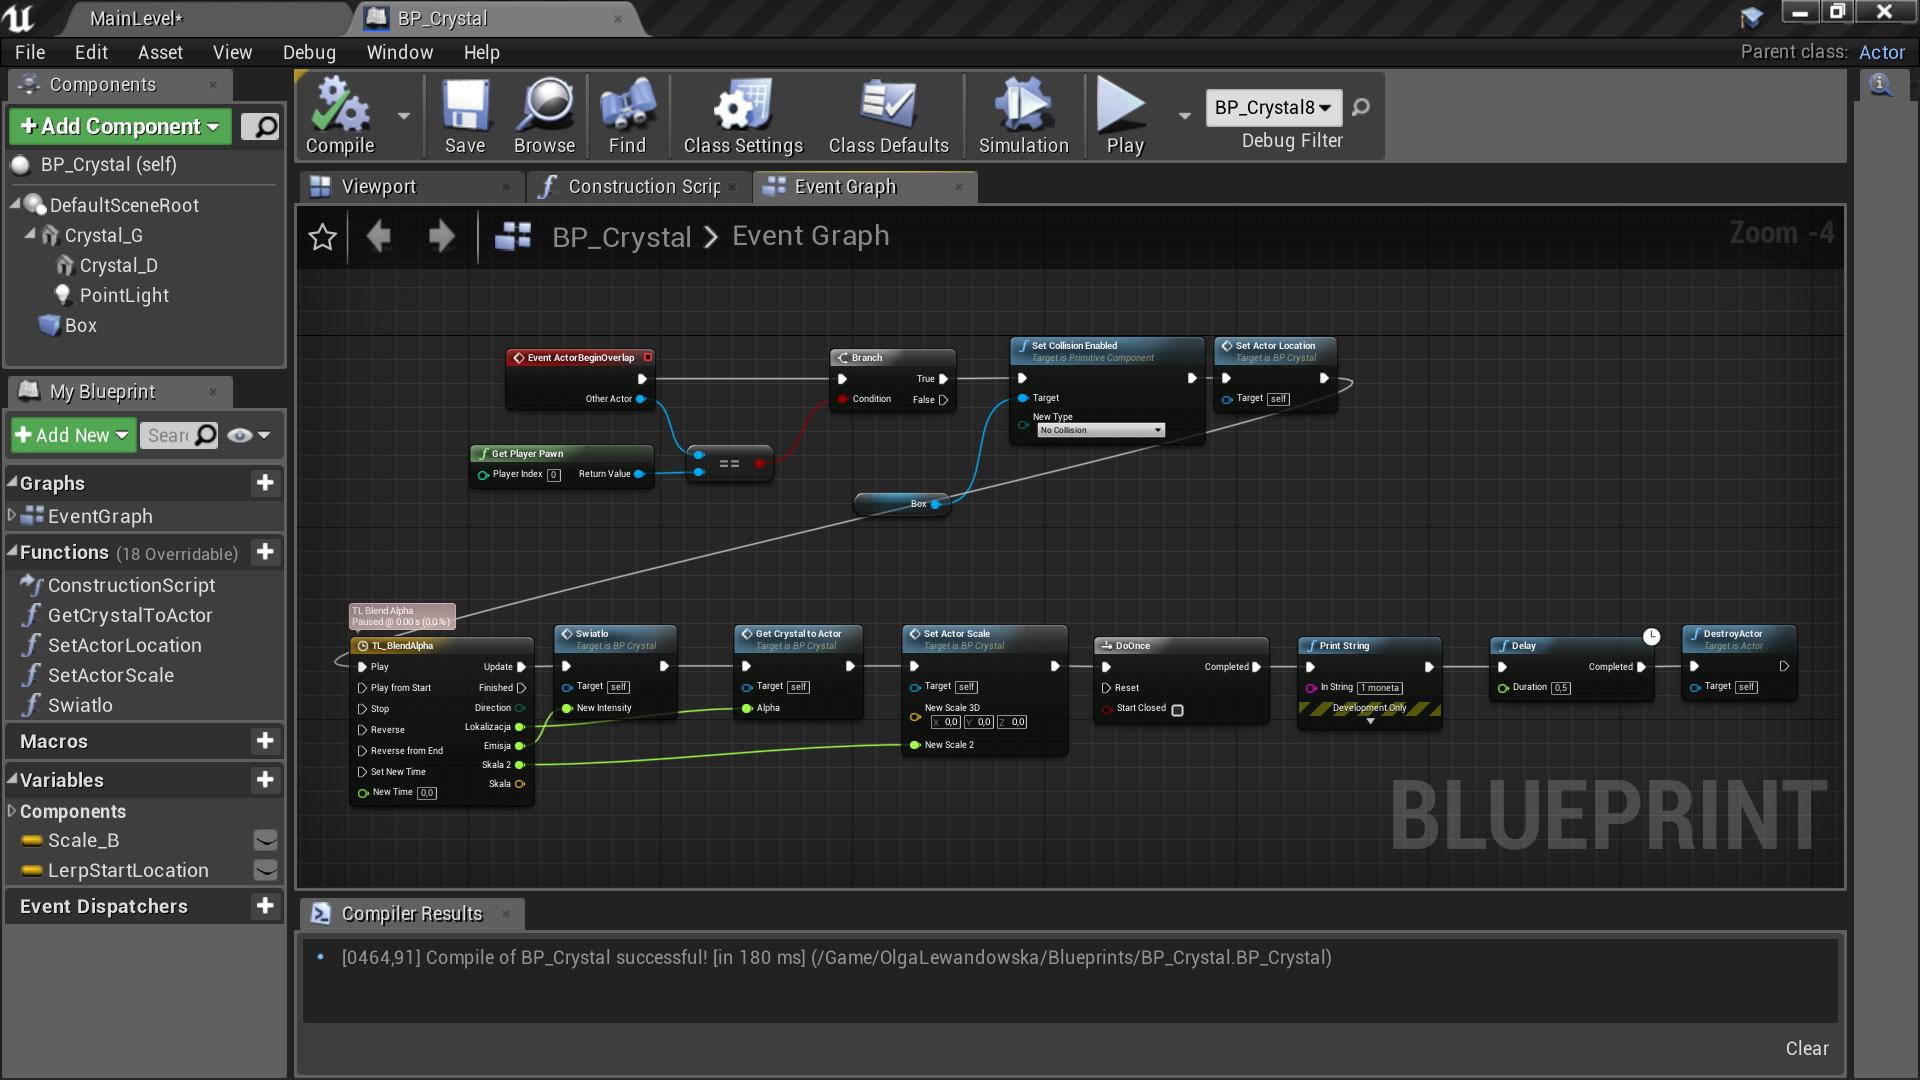 MainLevel*
BP_Crystal
File Edit Asset View Debug Window Help
Parent class: Actor
Components
Add Component
BP_Crystal (self)
DefaultSceneRoot
Crystal_G
Crystal_D
PointLight
Box
My Blueprint
Add New
Graphs
EventGraph
Functions (18 Overridable)
ConstructionScript
GetCrystalToActor
SetActorLocation
SetActorScale
Swiatlo
Macros
Variables
Components
Scale_B
LerpStartLocation
Event Dispatchers
Compile
Save
Browse
Find
Class Settings
Class Defaults
Simulation
Play
BP_Crystal8
Debug Filter
Viewport
Construction Scrip
Event Graph
BP_Crystal > Event Graph
Zoom -4
Event ActorBeginOverlap
Other Actor
Get Player Pawn
Player Index 0 Return Value
==
Branch
True
Condition False
Box
Set Collision Enabled
Target is Primitive Component
Target
New Type
No Collision
Set Actor Location
Target is BP Crystal
Target self
TL Blend Alpha
Paused @ 0.00 s (0,0 %)
TL_BlendAlpha
Play Update
Play from Start Finished
Stop Direction
Reverse Lokalizacja
Reverse from End Emisja
Set New Time Skala 2
New Time 0,0 Skala
Swiatlo
Target is BP Crystal
Target self
New Intensity
Get Crystal to Actor
Target is BP Crystal
Target self
Alpha
Set Actor Scale
Target is BP Crystal
Target self
New Scale 3D
X 0,0 Y 0,0 Z 0,0
New Scale 2
DoOnce
Completed
Reset
Start Closed
Print String
In String 1 moneta
Development Only
Delay
Completed
Duration 0,5
DestroyActor
Target is Actor
Target self
BLUEPRINT
Compiler Results
[0464,91] Compile of BP_Crystal successful! [in 180 ms] (/Game/OlgaLewandowska/Blueprints/BP_Crystal.BP_Crystal)
Clear